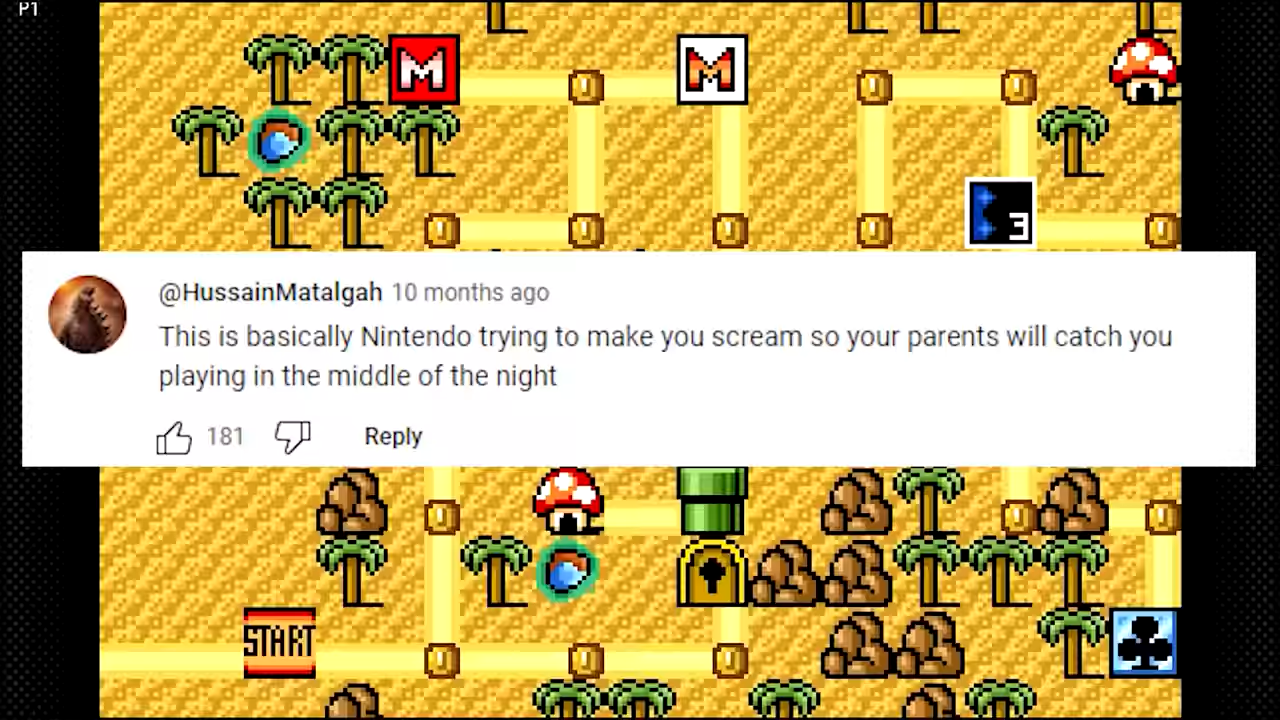 P1
M
M
3
@HussainMatalgah 10 months ago
This is basically Nintendo trying to make you scream so your parents will catch you
playing in the middle of the night
181
Reply
START